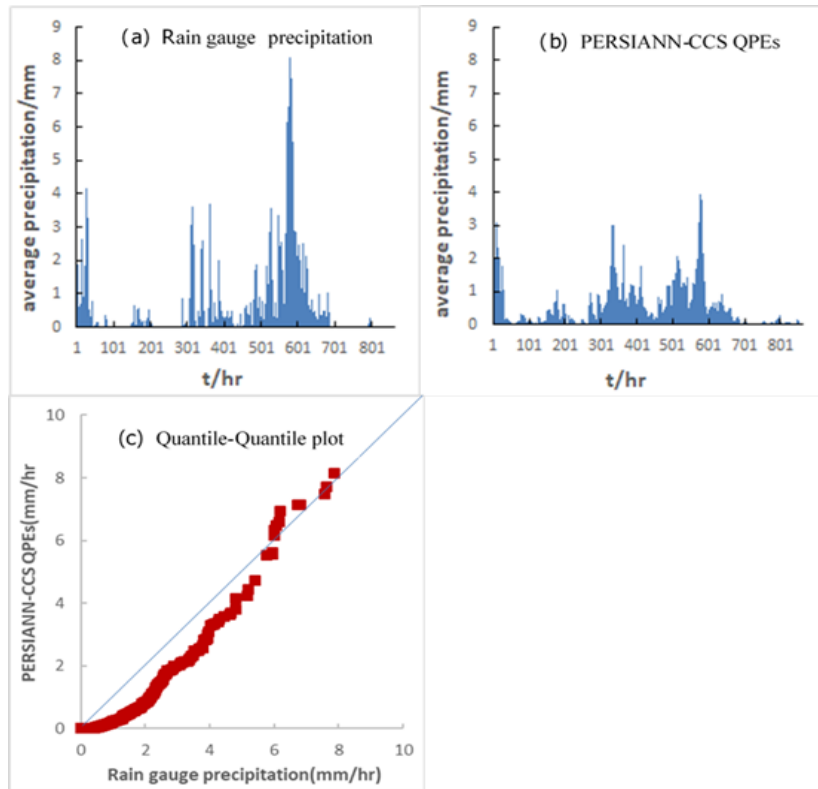 (a) Rain gauge precipitation
average precipitation/mm
9
8
7
6
5
4
3
2
1
0
1 101 201 301 401 501 601 701 801
t/hr
(b) PERSIANN-CCS QPEs
average precipitation/mm
9
8
7
6
5
4
3
2
1
0
1 101 201 301 401 501 601 701 801
t/hr
(c) Quantile-Quantile plot
PERSIANN-CCS QPEs(mm/hr
10
8
6
4
2
0
0 2 4 6 8 10
Rain gauge precipitation(mm/hr)